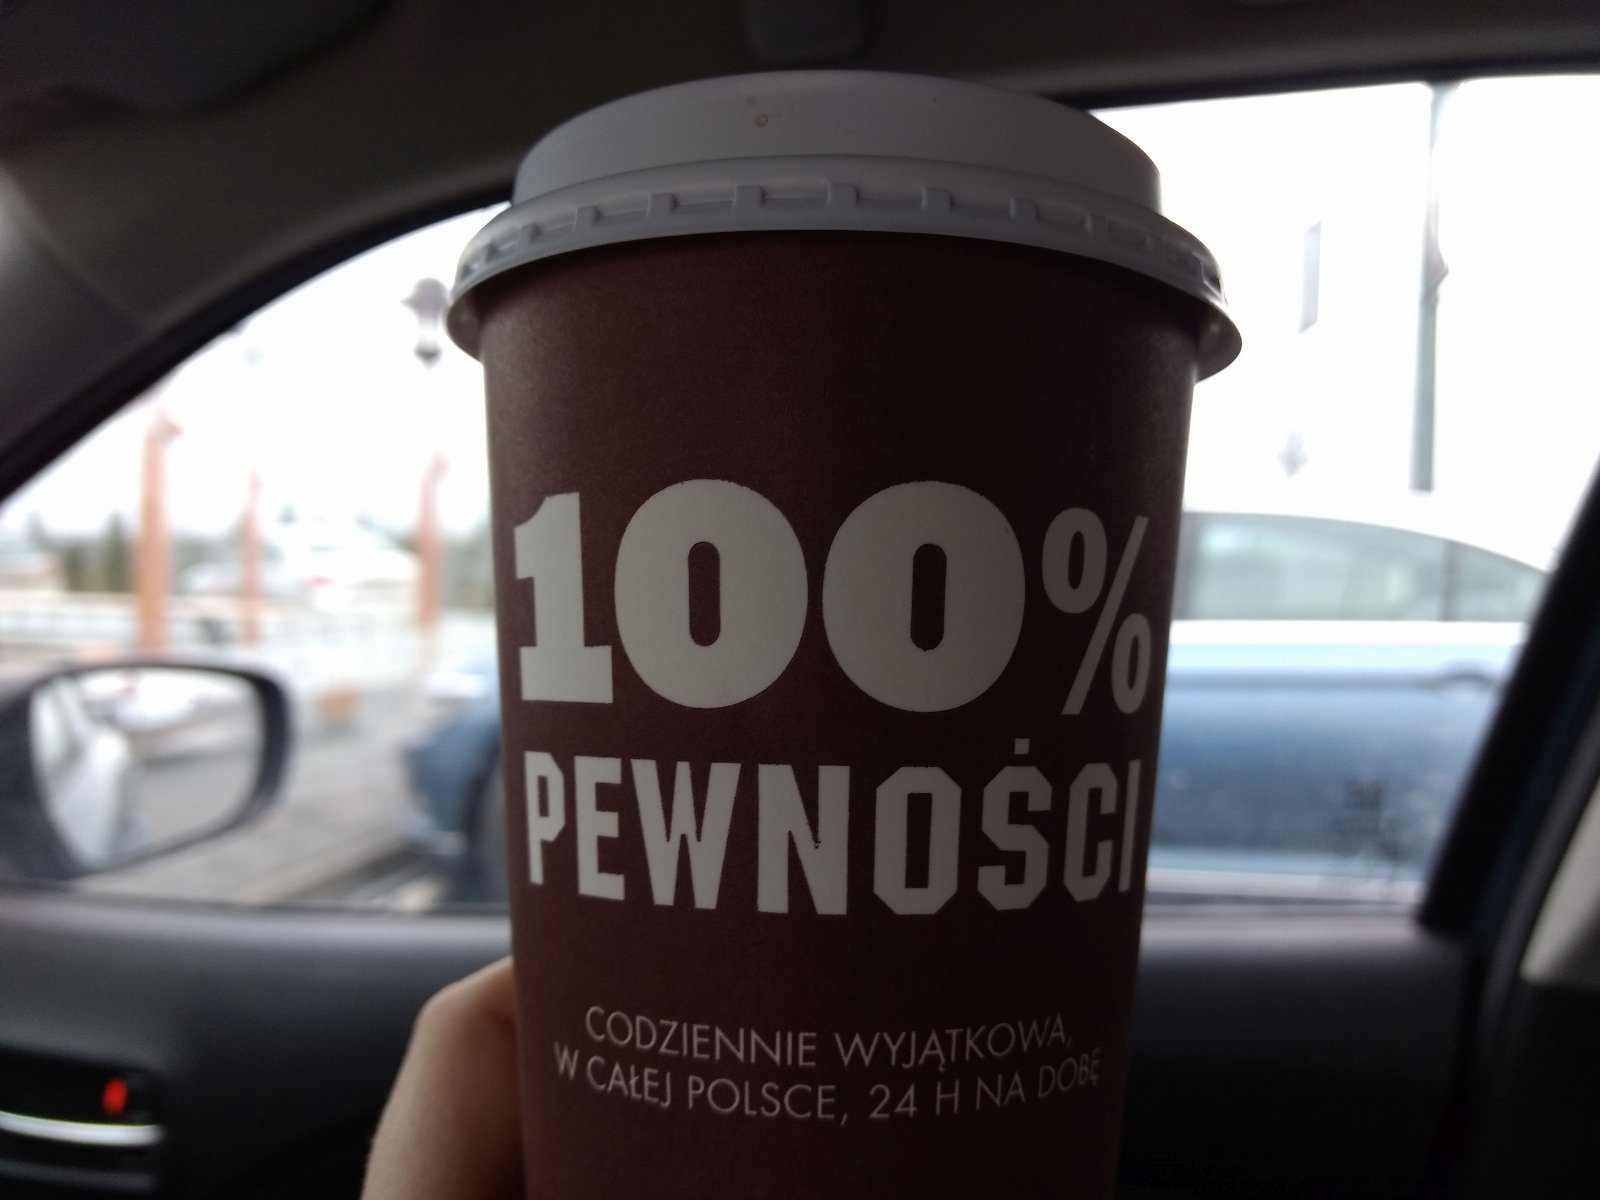 100%
PEWNOŚCI
CODZIENNIE WYJĄTKOWA,
W CAŁEJ POLSCE, 24 H NA DOBĘ